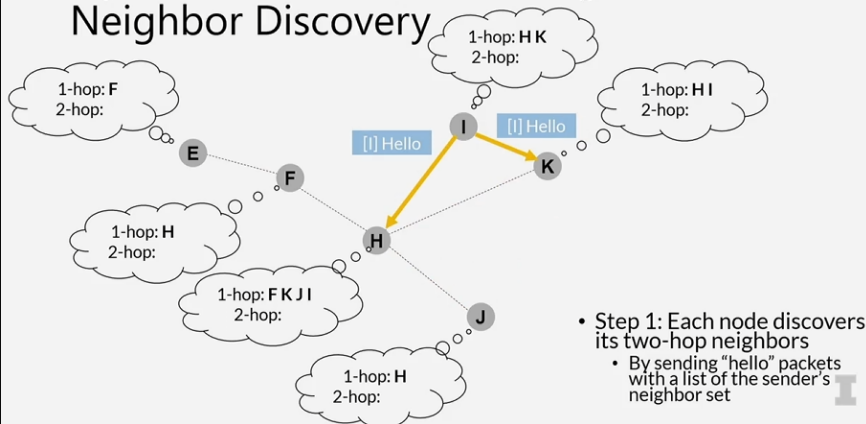 Neighbor Discovery
1-hop: H K
2-hop:
1-hop: F
2-hop:
1-hop: H I
2-hop:
[I] Hello
[I] Hello
I
E
K
F
1-hop: H
2-hop:
H
1-hop: F K J I
2-hop:
J
1-hop: H
2-hop:
• Step 1: Each node discovers
its two-hop neighbors
• By sending “hello” packets
with a list of the sender’s
neighbor set
I